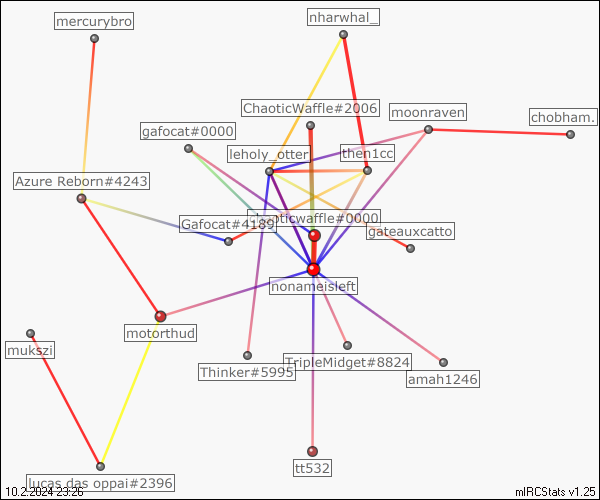 nharwhal_
mercurybro
ChaoticWaffle#2006
moonraven
chobham.
gafocat#0000
leholy_otter
then1cc
Azure Reborn#4243
Gafocat#4189
chaoticwaffle#0000
gateauxcatto
nonameisleft
motorthud
mukszi
TripleMidget#8824
Thinker#5995
amah1246
tt532
lucas das oppai#2396
10.2.2024 23:26
mIRCStats v1.25